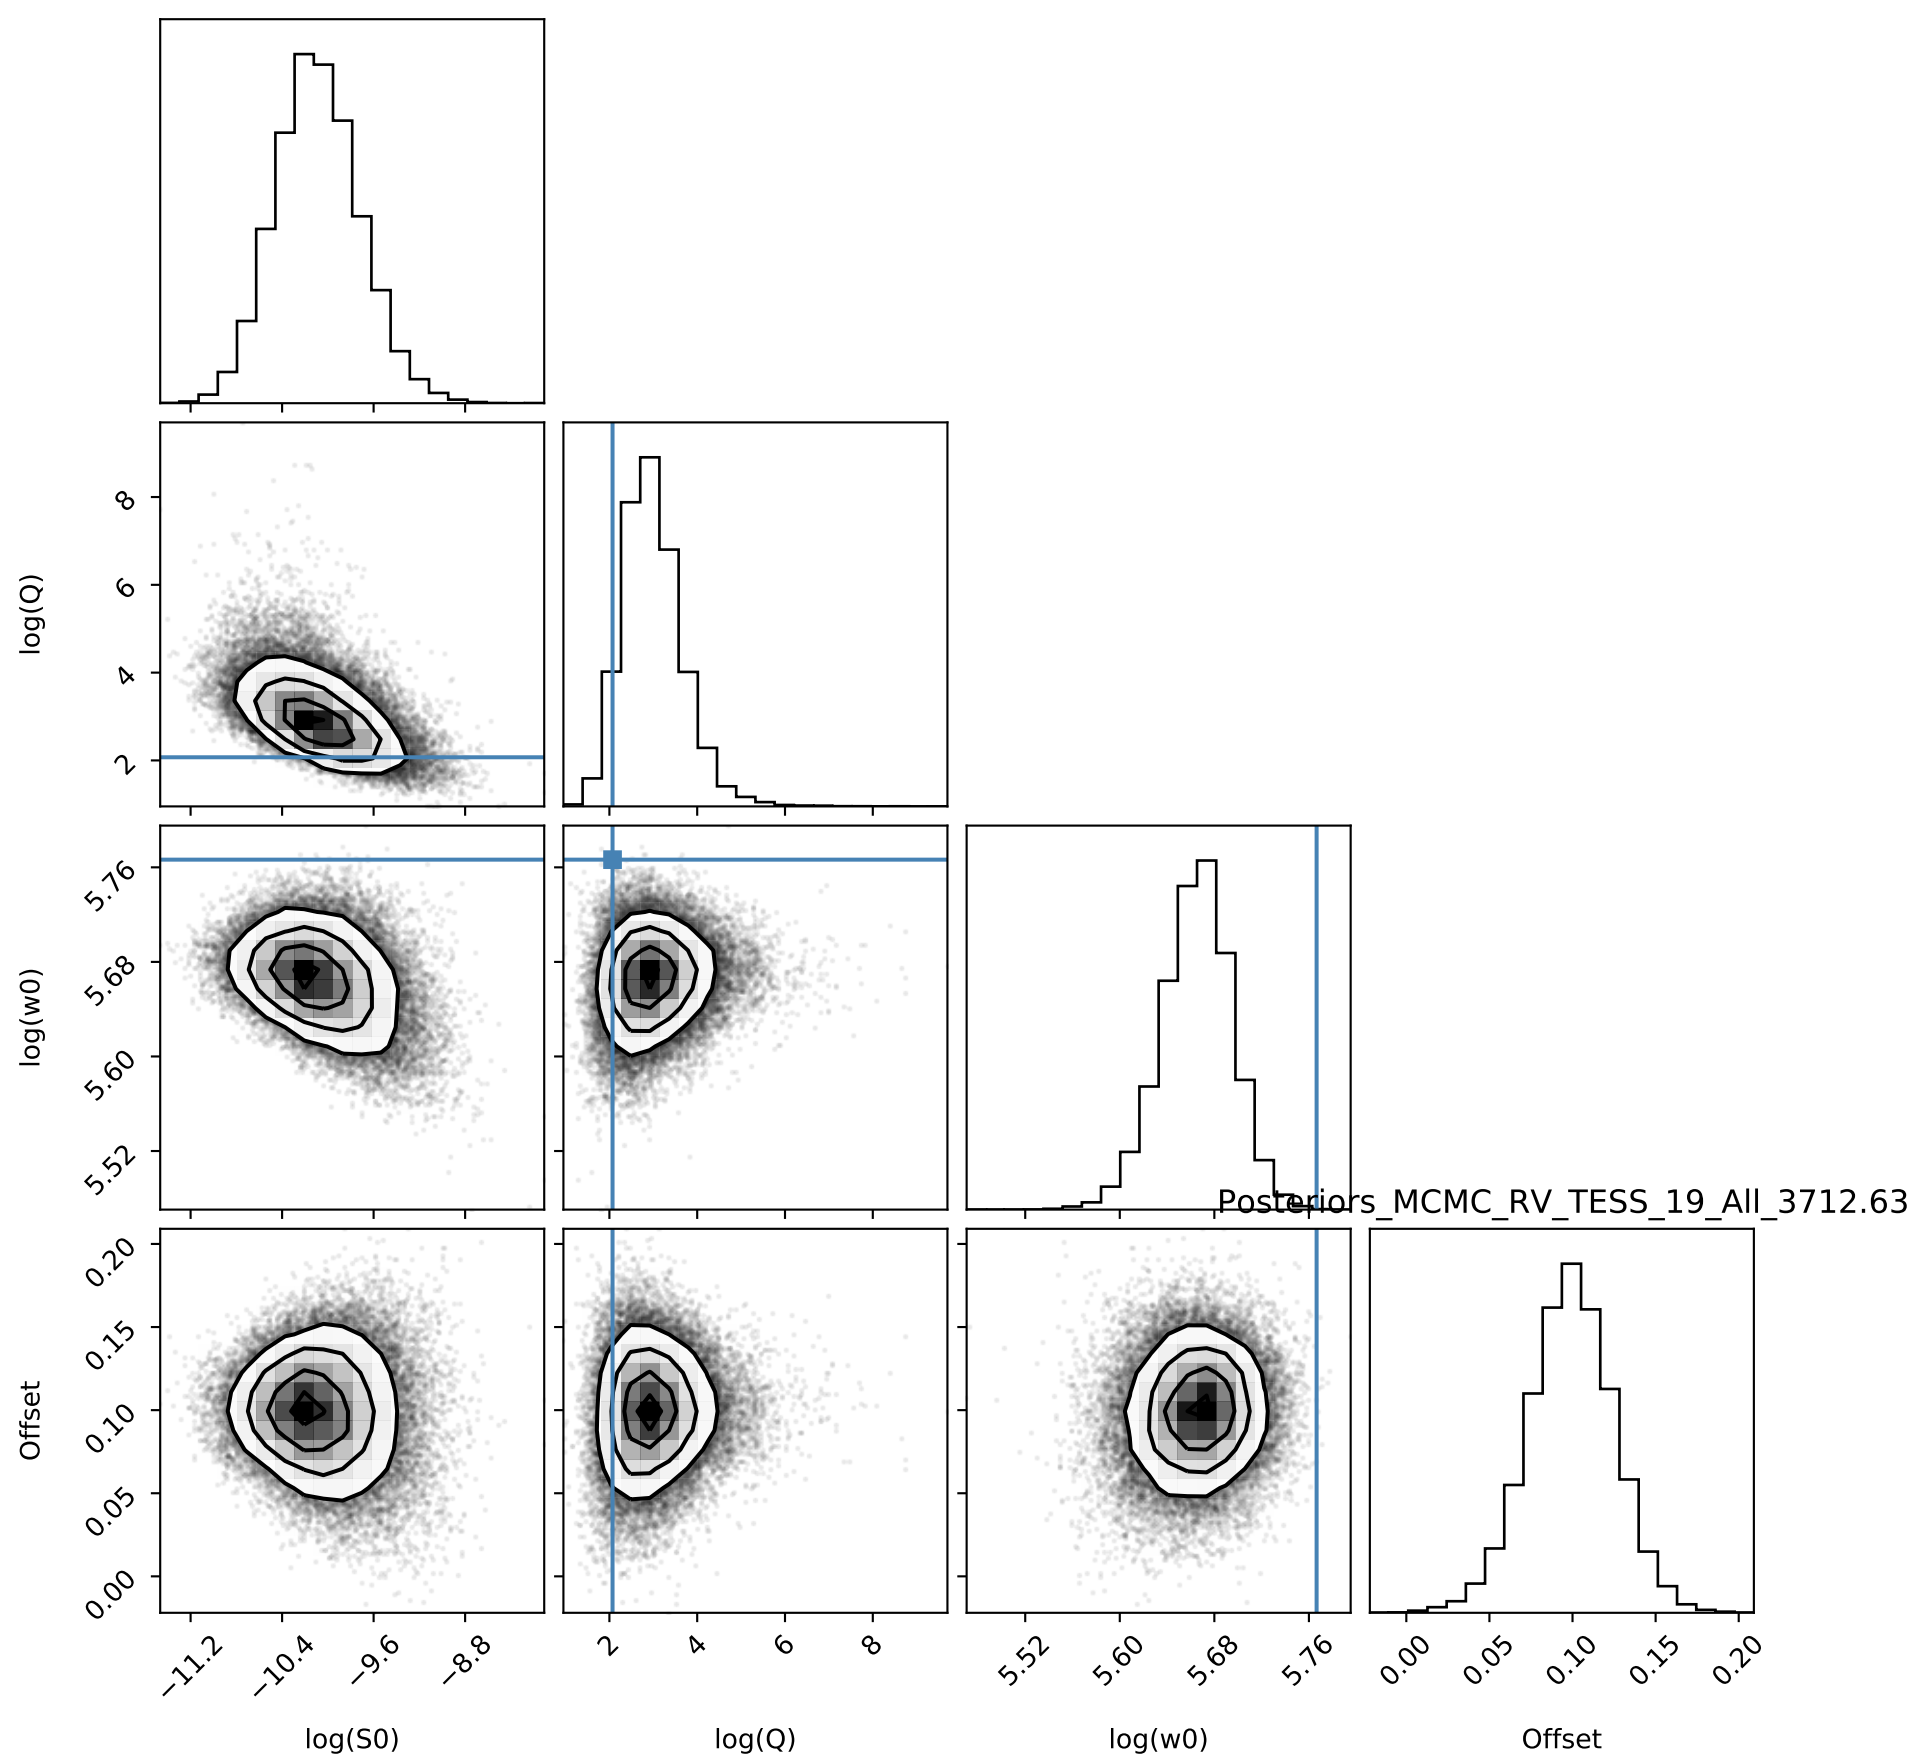 log(Q)
8
6
4
2
log(w0)
5.76
5.68
5.60
5.52
Posteriors_MCMC_RV_TESS_19_All_3712.63
Offset
0.20
0.15
0.10
0.05
0.00
−11.2 −10.4 −9.6 −8.8
2 4 6 8
5.52 5.60 5.68 5.76
0.00 0.05 0.10 0.15 0.20
log(S0) log(Q) log(w0) Offset